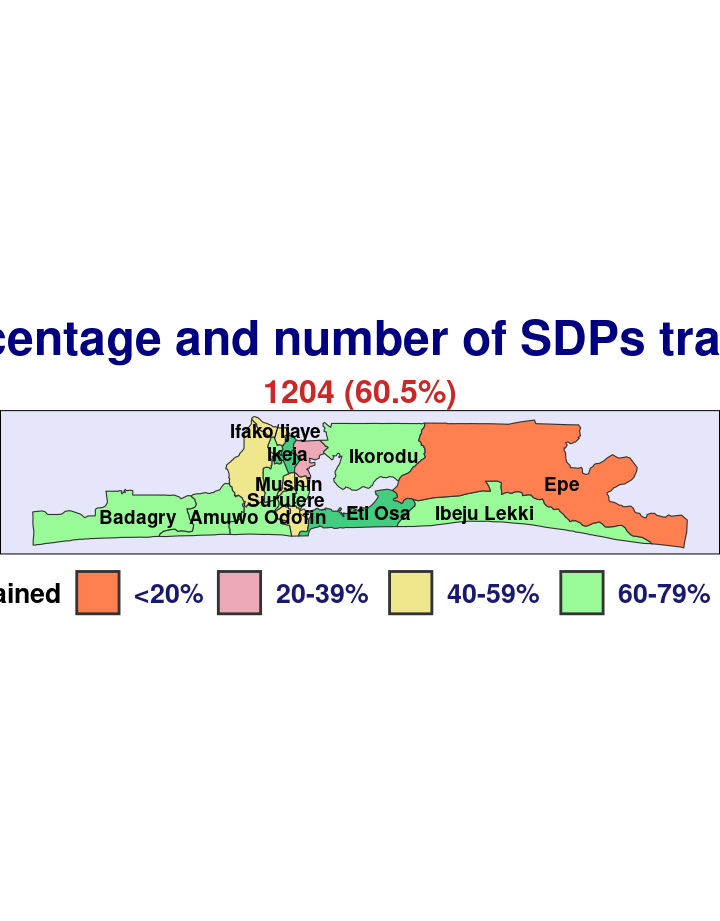 centage and number of SDPs tra
1204 (60.5%)
Ifako/Ijaye
Ikeja
Ikorodu
Mushin
Epe
Surulere
Badagry
Amuwo Odofin
Eti Osa
Ibeju Lekki
ained <20% 20-39% 40-59% 60-79%